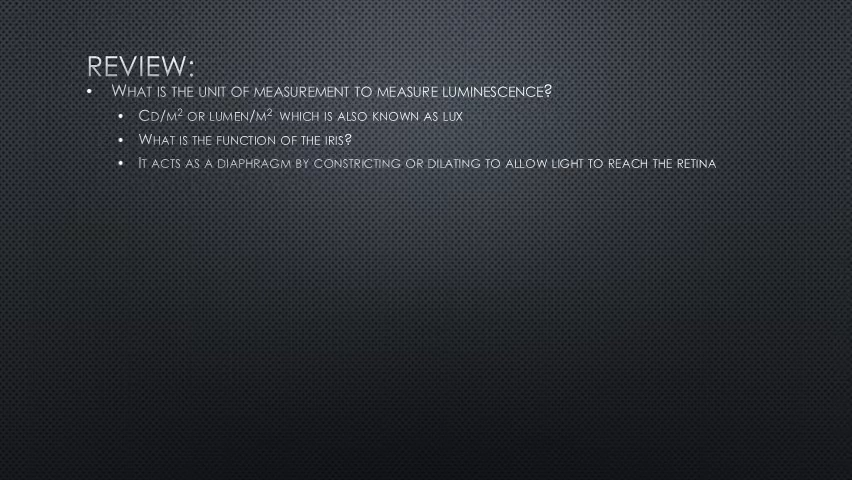 REVIEW:
• WHAT IS THE UNIT OF MEASUREMENT TO MEASURE LUMINESCENCE?
• CD/M² OR LUMEN/M² WHICH IS ALSO KNOWN AS LUX
• WHAT IS THE FUNCTION OF THE IRIS?
• IT ACTS AS A DIAPHRAGM BY CONSTRICTING OR DILATING TO ALLOW LIGHT TO REACH THE RETINA